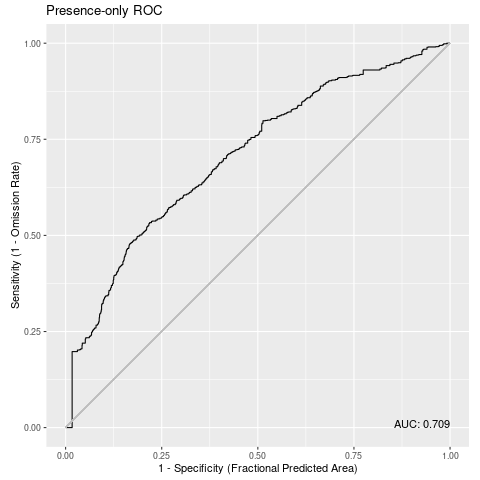 Presence-only ROC
Sensitivity (1 - Omission Rate)
1.00
0.75
0.50
0.25
0.00
AUC: 0.709
0.00 0.25 0.50 0.75 1.00
1 - Specificity (Fractional Predicted Area)